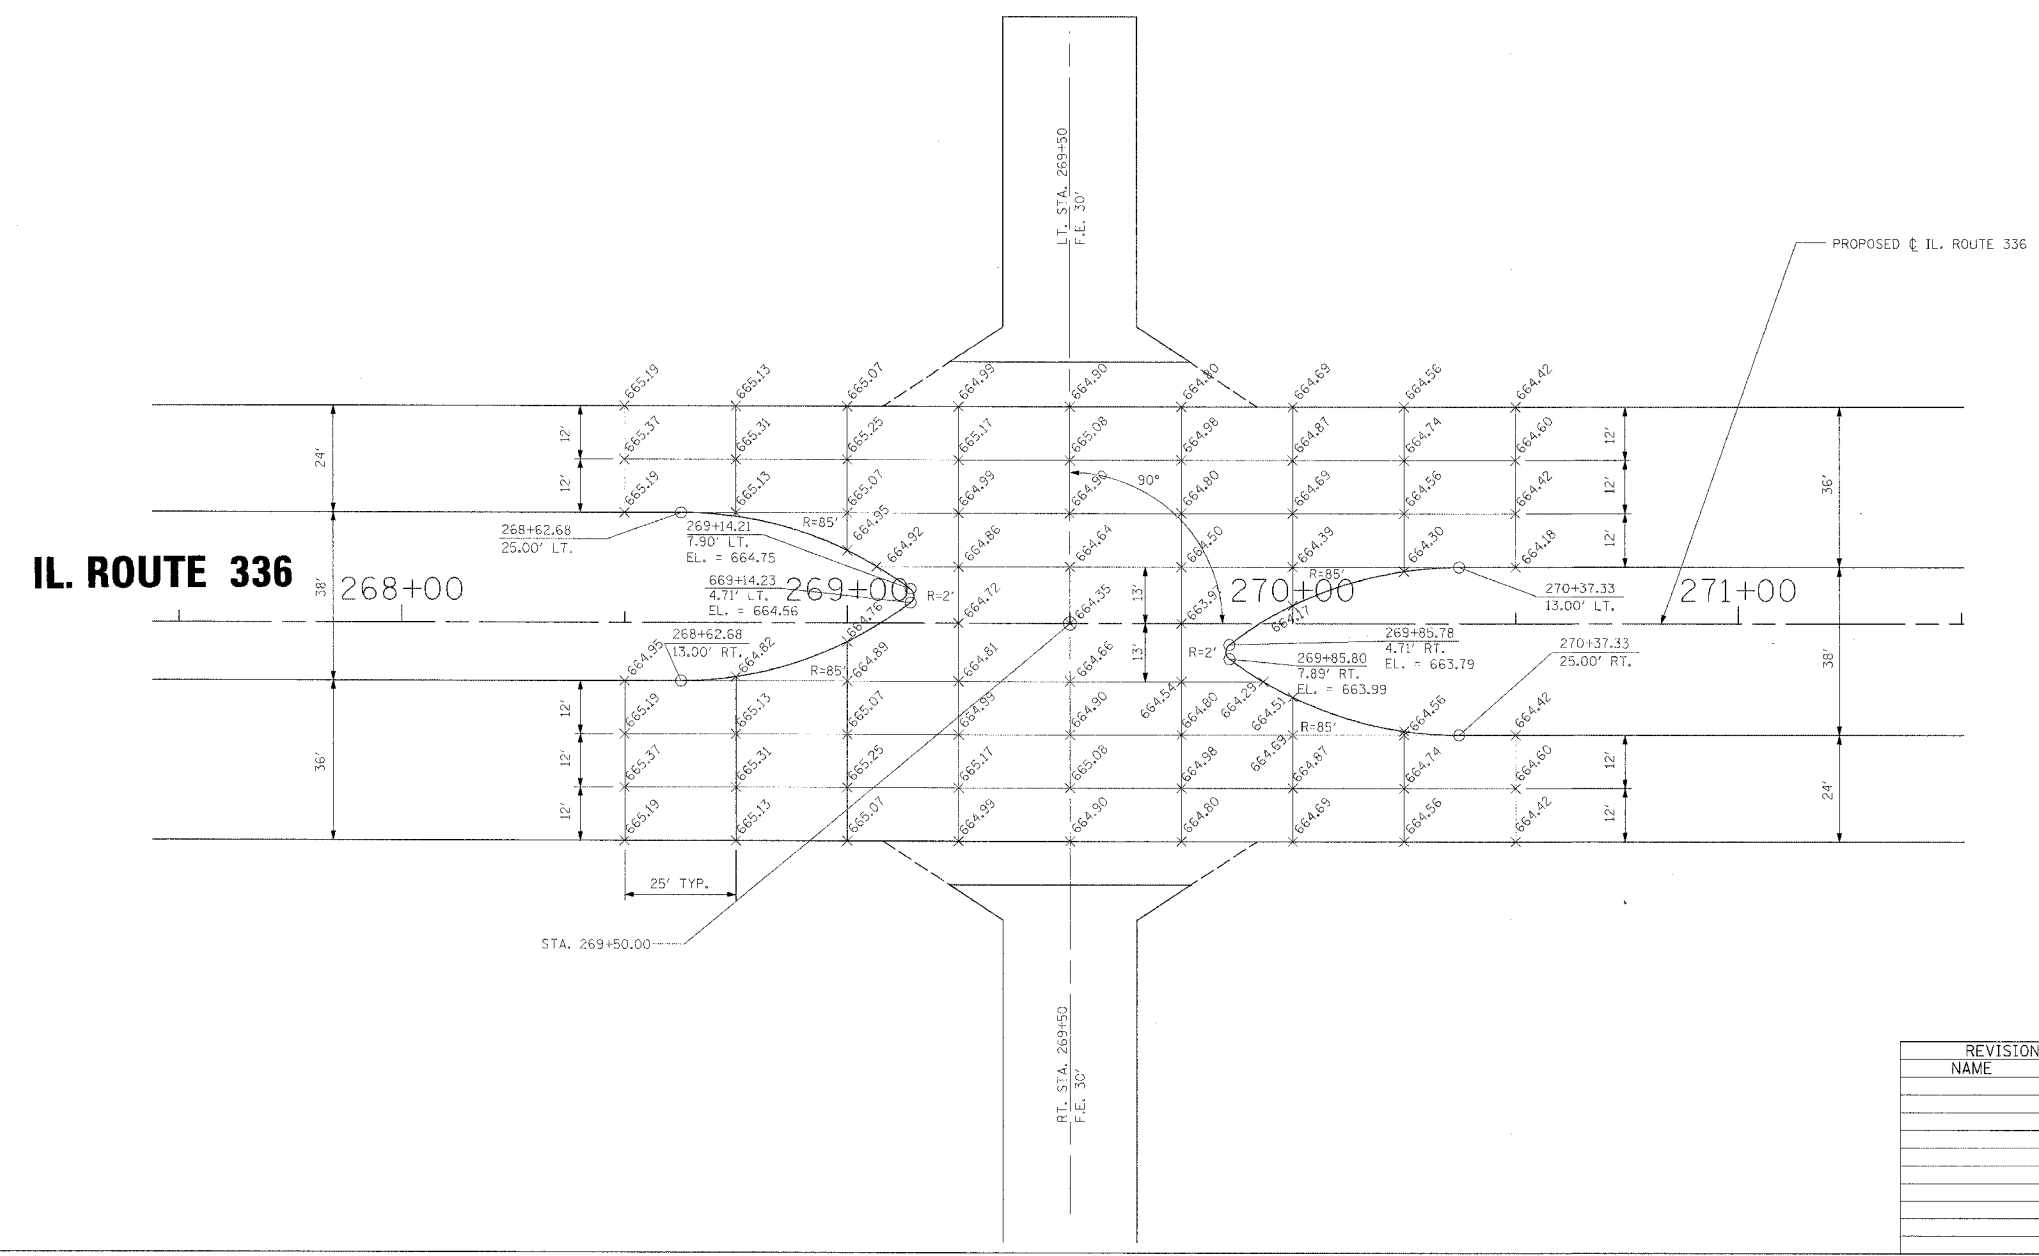 LT. STA. 269+50
F.E. 30'
PROPOSED ℄ IL. ROUTE 336
665.19 665.13 665.07 664.99 664.90 664.80 664.69 664.56 664.42
24' 12' 665.37 665.31 665.25 665.17 665.08 664.98 664.87 664.74 664.60 12' 36'
12' 665.19 665.13 665.07 664.99 664.90 90° 664.80 664.69 664.56 664.42 12'
268+62.68
25.00' LT.
269+14.21
7.90' LT.
EL. = 664.75
R=85'
664.95 664.92 664.86 664.64 664.50 664.39 664.30 664.18 12'
R=85'
IL. ROUTE 336
38' 268+00
669+14.23
4.71' LT.
EL. = 664.56
269+00
R=2'
13'
270+00
270+37.33
13.00' LT.
271+00
664.76 664.72 664.35 663.97 664.17
268+62.68
13.00' RT.
R=2'
269+85.78
4.71' RT.
EL. = 663.79
269+85.80
7.89' RT.
EL. = 663.99
270+37.33
25.00' RT.
38'
664.95 664.82 R=85' 664.89 664.81 664.66 13' 664.54 664.29 664.51
12' 665.19 665.13 665.07 664.99 664.90 664.80 664.69 R=85' 664.56 664.42
36' 12' 665.37 665.31 665.25 665.17 665.08 664.98 664.87 664.74 664.60 12' 24'
12' 665.19 665.13 665.07 664.99 664.90 664.80 664.69 664.56 664.42 12'
25' TYP.
STA. 269+50.00
RT. STA. 269+50
F.E. 30'
REVISION
NAME